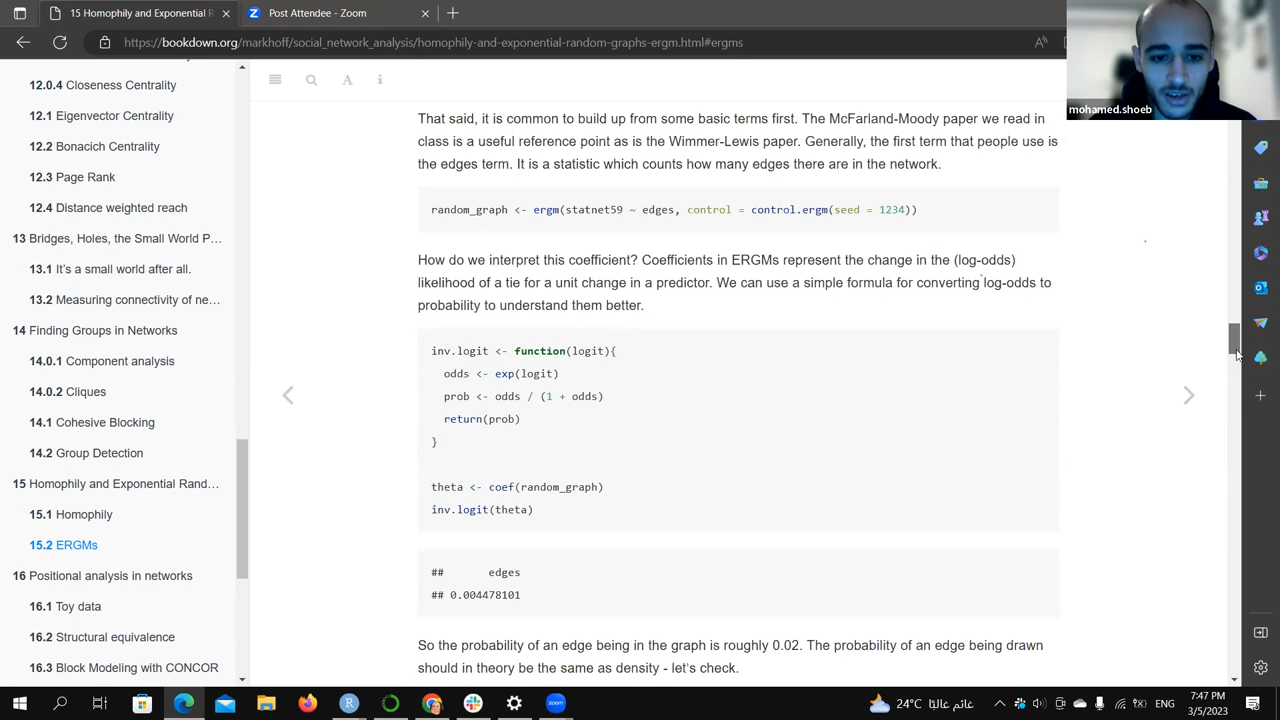 15 Homophily and Exponential R
Post Attendee - Zoom
https://bookdown.org/markhoff/social_network_analysis/homophily-and-exponential-random-graphs-ergm.html#ergms
mohamed.shoeb
12.0.4 Closeness Centrality
12.1 Eigenvector Centrality
12.2 Bonacich Centrality
12.3 Page Rank
12.4 Distance weighted reach
13 Bridges, Holes, the Small World P…
13.1 It's a small world after all.
13.2 Measuring connectivity of ne…
14 Finding Groups in Networks
14.0.1 Component analysis
14.0.2 Cliques
14.1 Cohesive Blocking
14.2 Group Detection
15 Homophily and Exponential Rand…
15.1 Homophily
15.2 ERGMs
16 Positional analysis in networks
16.1 Toy data
16.2 Structural equivalence
16.3 Block Modeling with CONCOR
That said, it is common to build up from some basic terms first. The McFarland-Moody paper we read in
class is a useful reference point as is the Wimmer-Lewis paper. Generally, the first term that people use is
the edges term. It is a statistic which counts how many edges there are in the network.
random_graph <- ergm(statnet59 ~ edges, control = control.ergm(seed = 1234))
How do we interpret this coefficient? Coefficients in ERGMs represent the change in the (log-odds)
likelihood of a tie for a unit change in a predictor. We can use a simple formula for converting log-odds to
probability to understand them better.
inv.logit <- function(logit){
odds <- exp(logit)
prob <- odds / (1 + odds)
return(prob)
}
theta <- coef(random_graph)
inv.logit(theta)
## edges
## 0.004478101
So the probability of an edge being in the graph is roughly 0.02. The probability of an edge being drawn
should in theory be the same as density - let's check.
24°C غائم غالبًا
ENG
7:47 PM
3/5/2023